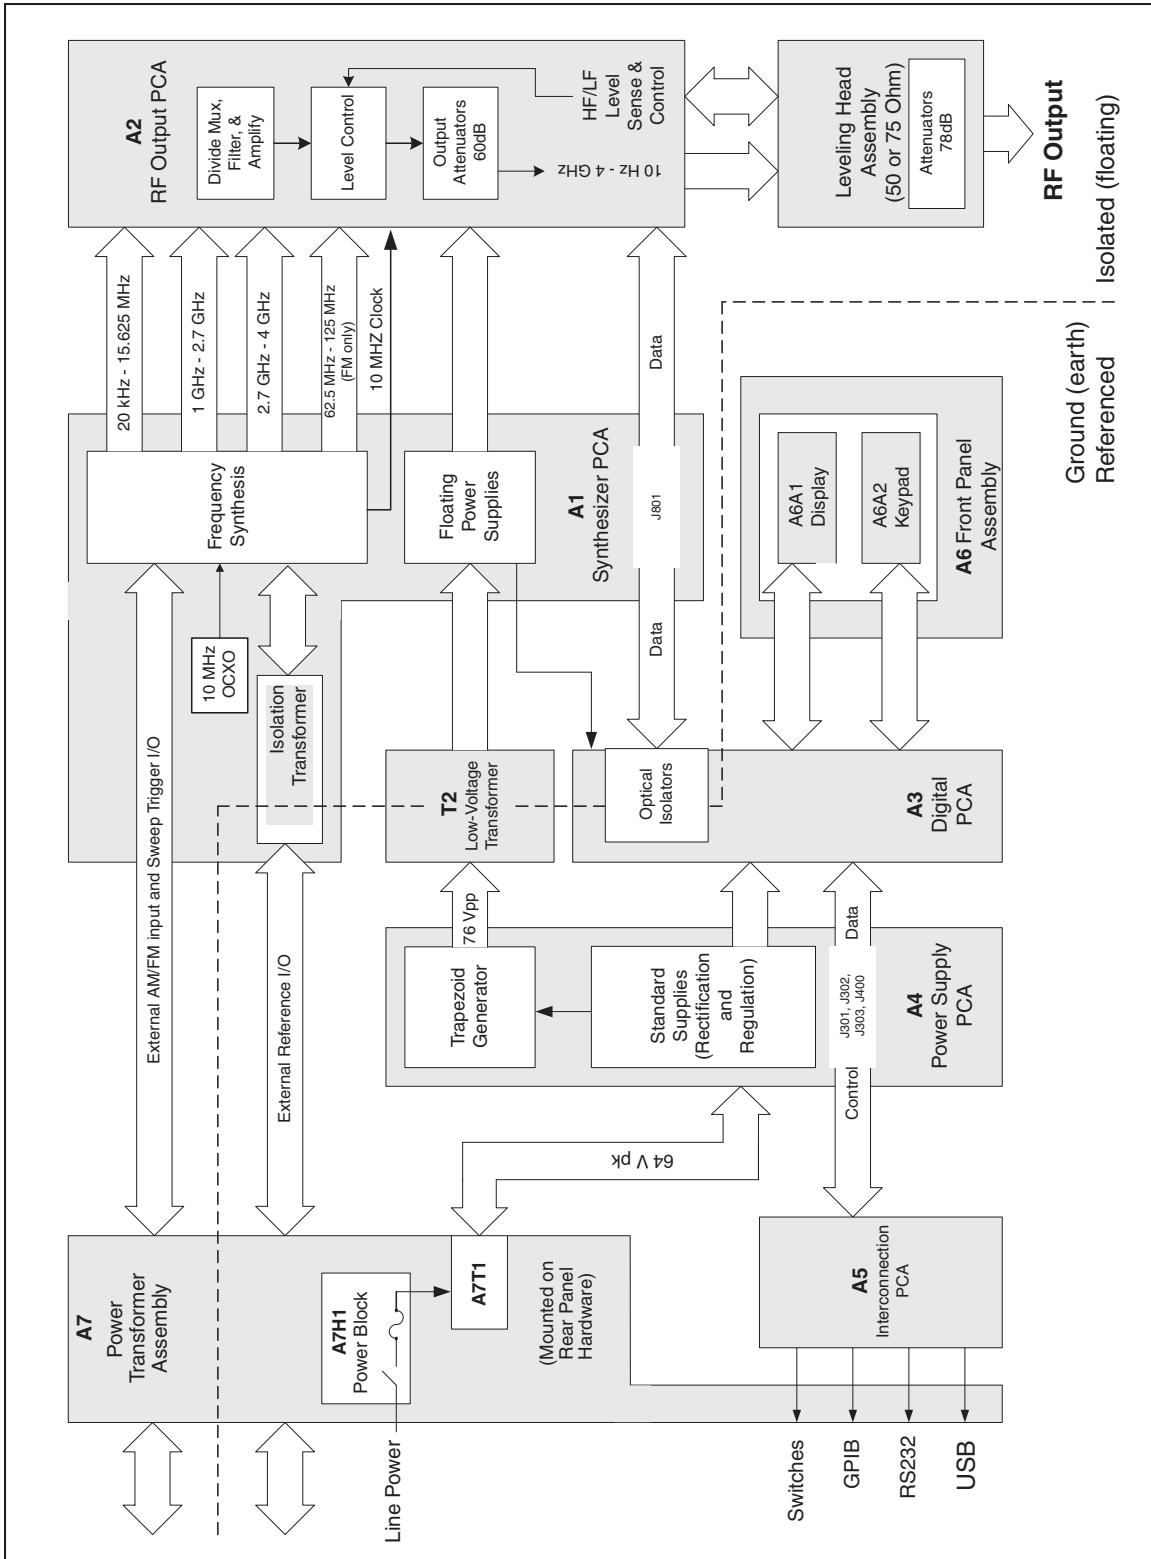 A7
Power
Transformer
Assembly
A7H1
Power Block
A7T1
(Mounted on
Rear Panel
Hardware)
Line Power
External AM/FM input and Sweep Trigger I/O
External Reference I/O
64 V pk
10 MHz
OCXO
Isolation
Transformer
Frequency
Synthesis
Floating
Power
Supplies
A1
Synthesizer PCA
20 kHz - 15.625 MHz
1 GHz - 2.7 GHz
2.7 GHz - 4 GHz
62.5 MHz - 125 MHz
(FM only)
10 MHZ Clock
A2
RF Output PCA
Divide Mux,
Filter, &
Amplify
Level Control
Output
Attenuators
60dB
10 Hz - 4 GHz
HF/LF
Level
Sense &
Control
Trapezoid
Generator
76 Vpp
T2
Low-Voltage
Transformer
Standard
Supplies
(Rectification
and
Regulation)
A4
Power Supply
PCA
Control
J301, J302,
J303, J400
Data
Optical
Isolators
A3
Digital
PCA
Data
J801
Data
A5
Interconnection
PCA
Switches
GPIB
RS232
USB
A6A1
Display
A6A2
Keypad
A6 Front Panel
Assembly
Leveling Head
Assembly
(50 or 75 Ohm)
Attenuators
78dB
RF Output
Isolated (floating)
Ground (earth)
Referenced